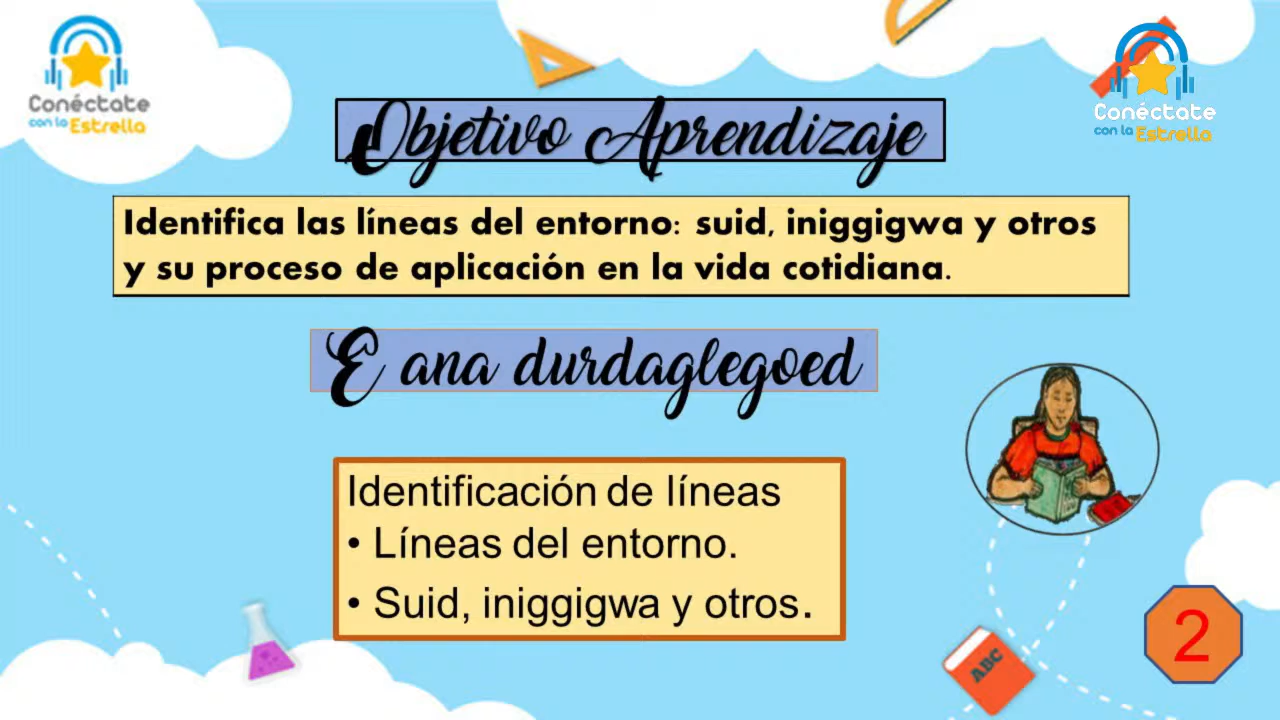 Conéctate
con la Estrella
Conéctate
con la Estrella
Objetivo Aprendizaje
Identifica las líneas del entorno: suid, iniggigwa y otros
y su proceso de aplicación en la vida cotidiana.
E ana durdaglegoed
Identificación de líneas
• Líneas del entorno.
• Suid, iniggigwa y otros.
ABC
2